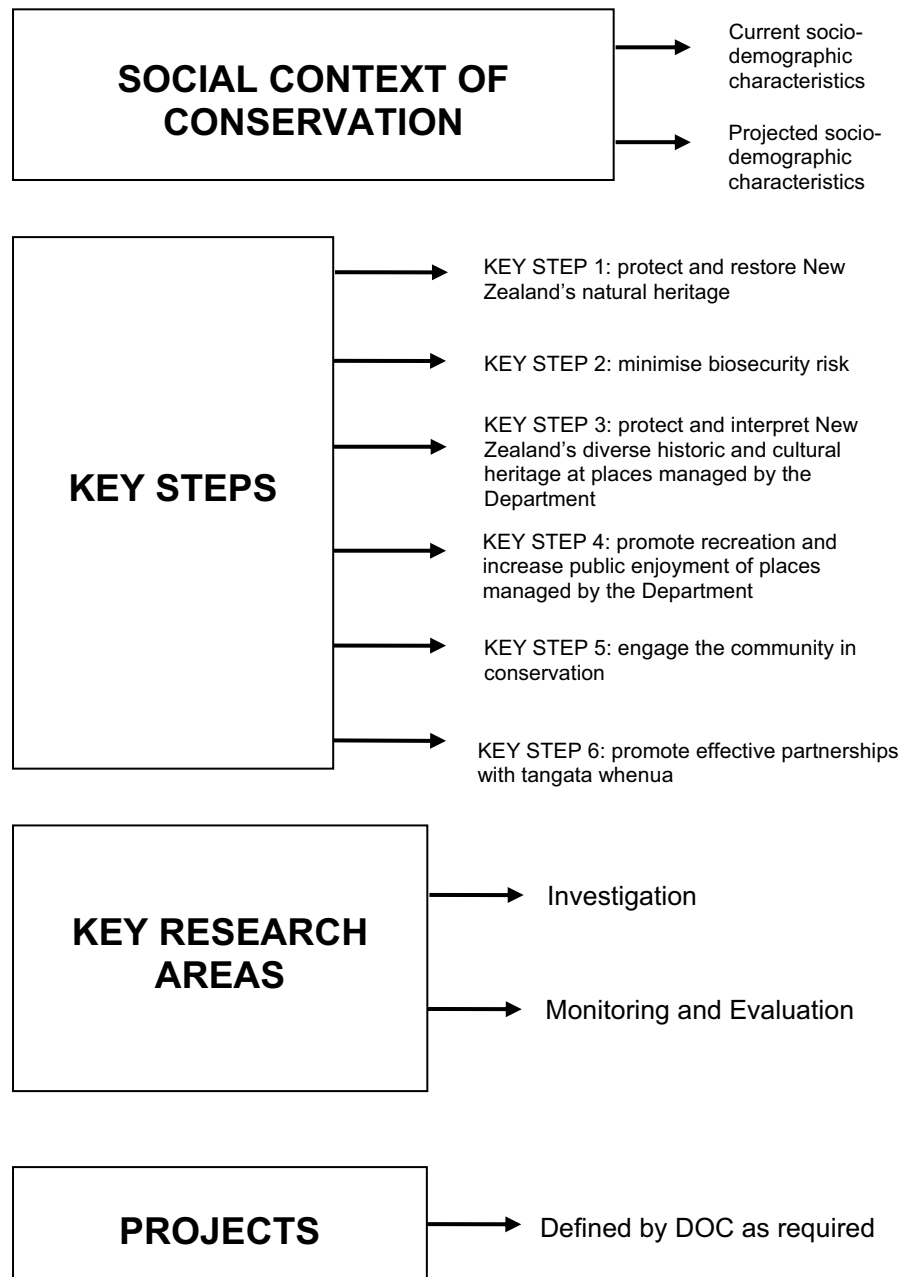 SOCIAL CONTEXT OF
CONSERVATION
Current socio-
demographic
characteristics
Projected socio-
demographic
characteristics
KEY STEPS
KEY STEP 1: protect and restore New
Zealand’s natural heritage
KEY STEP 2: minimise biosecurity risk
KEY STEP 3: protect and interpret New
Zealand’s diverse historic and cultural
heritage at places managed by the
Department
KEY STEP 4: promote recreation and
increase public enjoyment of places
managed by the Department
KEY STEP 5: engage the community in
conservation
KEY STEP 6: promote effective partnerships
with tangata whenua
KEY RESEARCH
AREAS
Investigation
Monitoring and Evaluation
PROJECTS
Defined by DOC as required